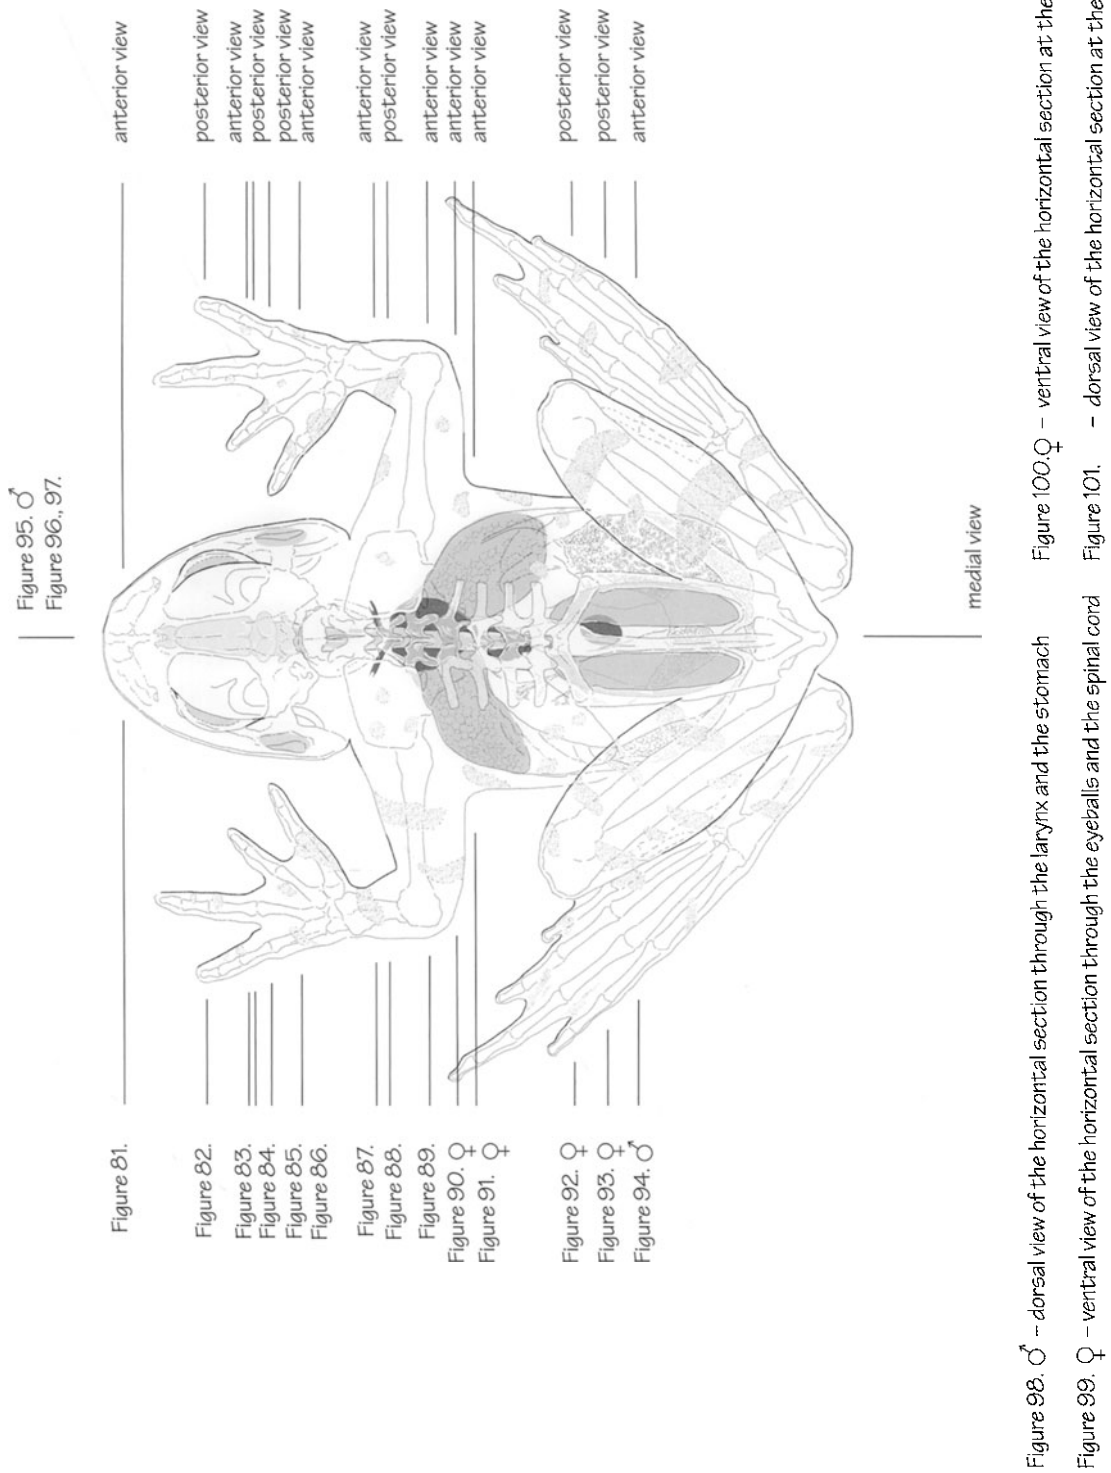 Figure 95. ♂
Figure 96., 97.
Figure 81. anterior view
Figure 82. posterior view
Figure 83. anterior view
Figure 84. posterior view
Figure 85. posterior view
Figure 86. anterior view
Figure 87. anterior view
Figure 88. posterior view
Figure 89. anterior view
Figure 90. ♀ anterior view
Figure 91. ♀ anterior view
Figure 92. ♀ posterior view
Figure 93. ♀ posterior view
Figure 94. ♂ anterior view
medial view
Figure 98. ♂ – dorsal view of the horizontal section through the larynx and the stomach
Figure 99. ♀ – ventral view of the horizontal section through the eyeballs and the spinal cord
Figure 100. ♀ – ventral view of the horizontal section at the
Figure 101. – dorsal view of the horizontal section at the